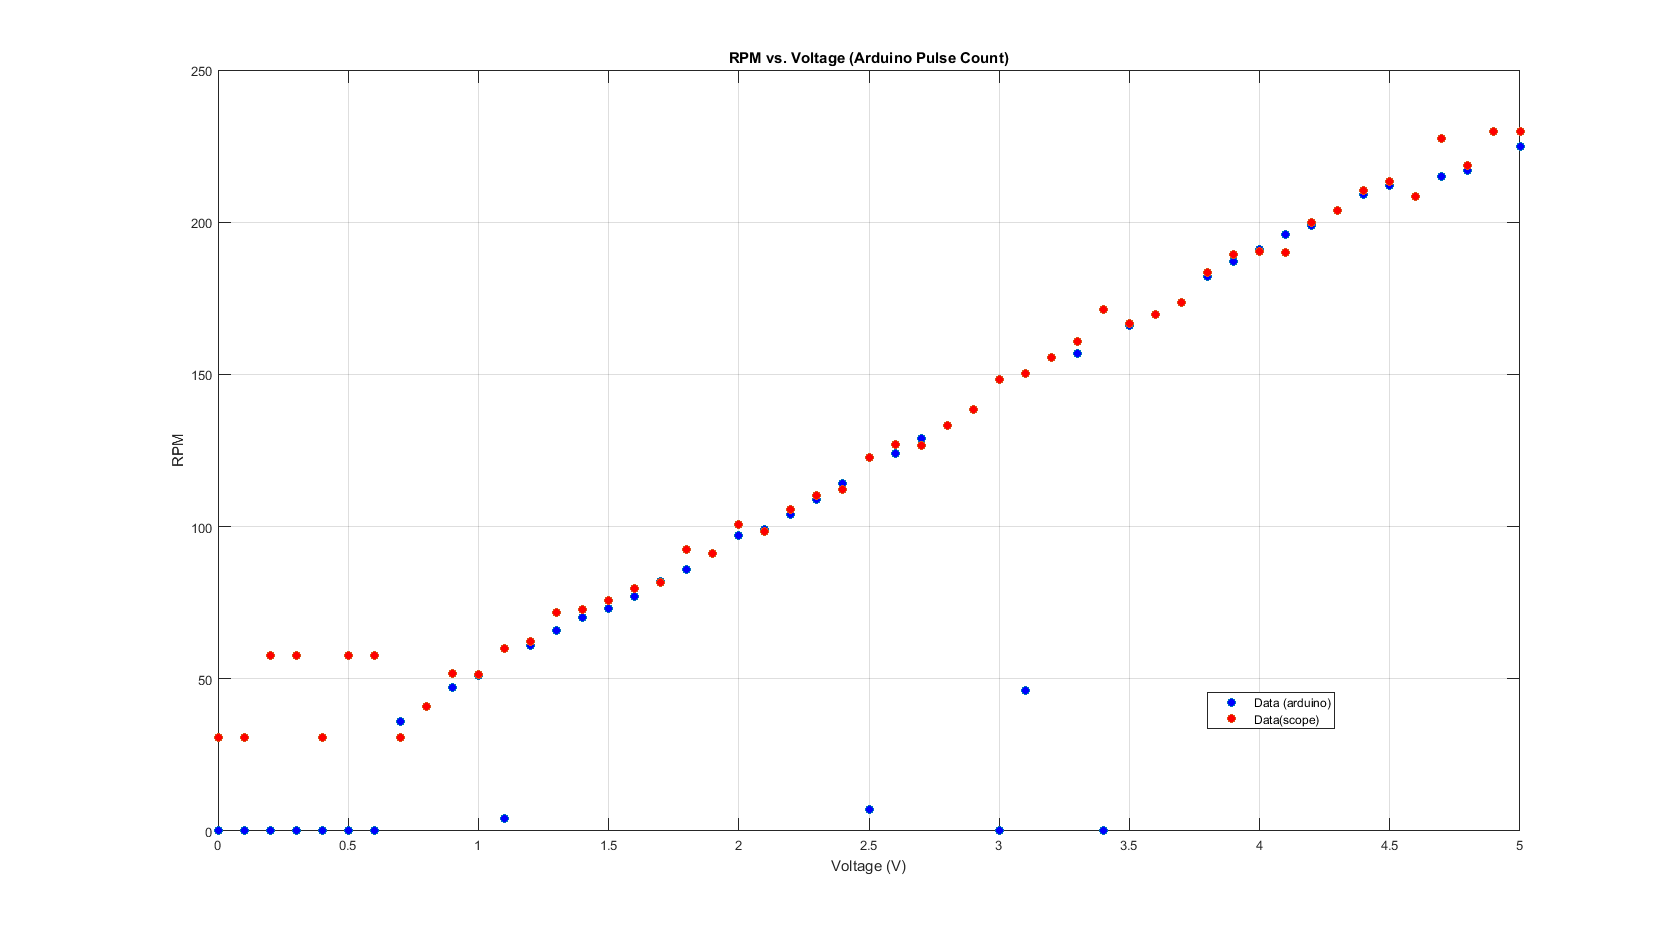 RPM vs. Voltage (Arduino Pulse Count)
250
200
150
100
50
0
RPM
0 0.5 1 1.5 2 2.5 3 3.5 4 4.5 5
Voltage (V)
Data (arduino)
Data(scope)